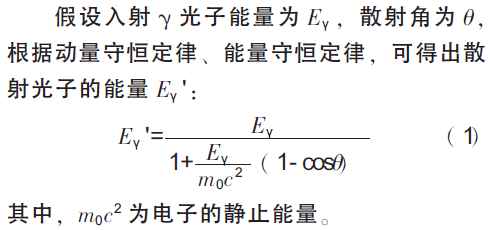 假设入射 γ 光子能量为 Eγ，散射角为 θ，
根据动量守恒定律、能量守恒定律，可得出散
射光子的能量 Eγ'：
Eγ'= Eγ / (1+ Eγ/m₀c² (1-cosθ)) （1）
其中，m₀c² 为电子的静止能量。